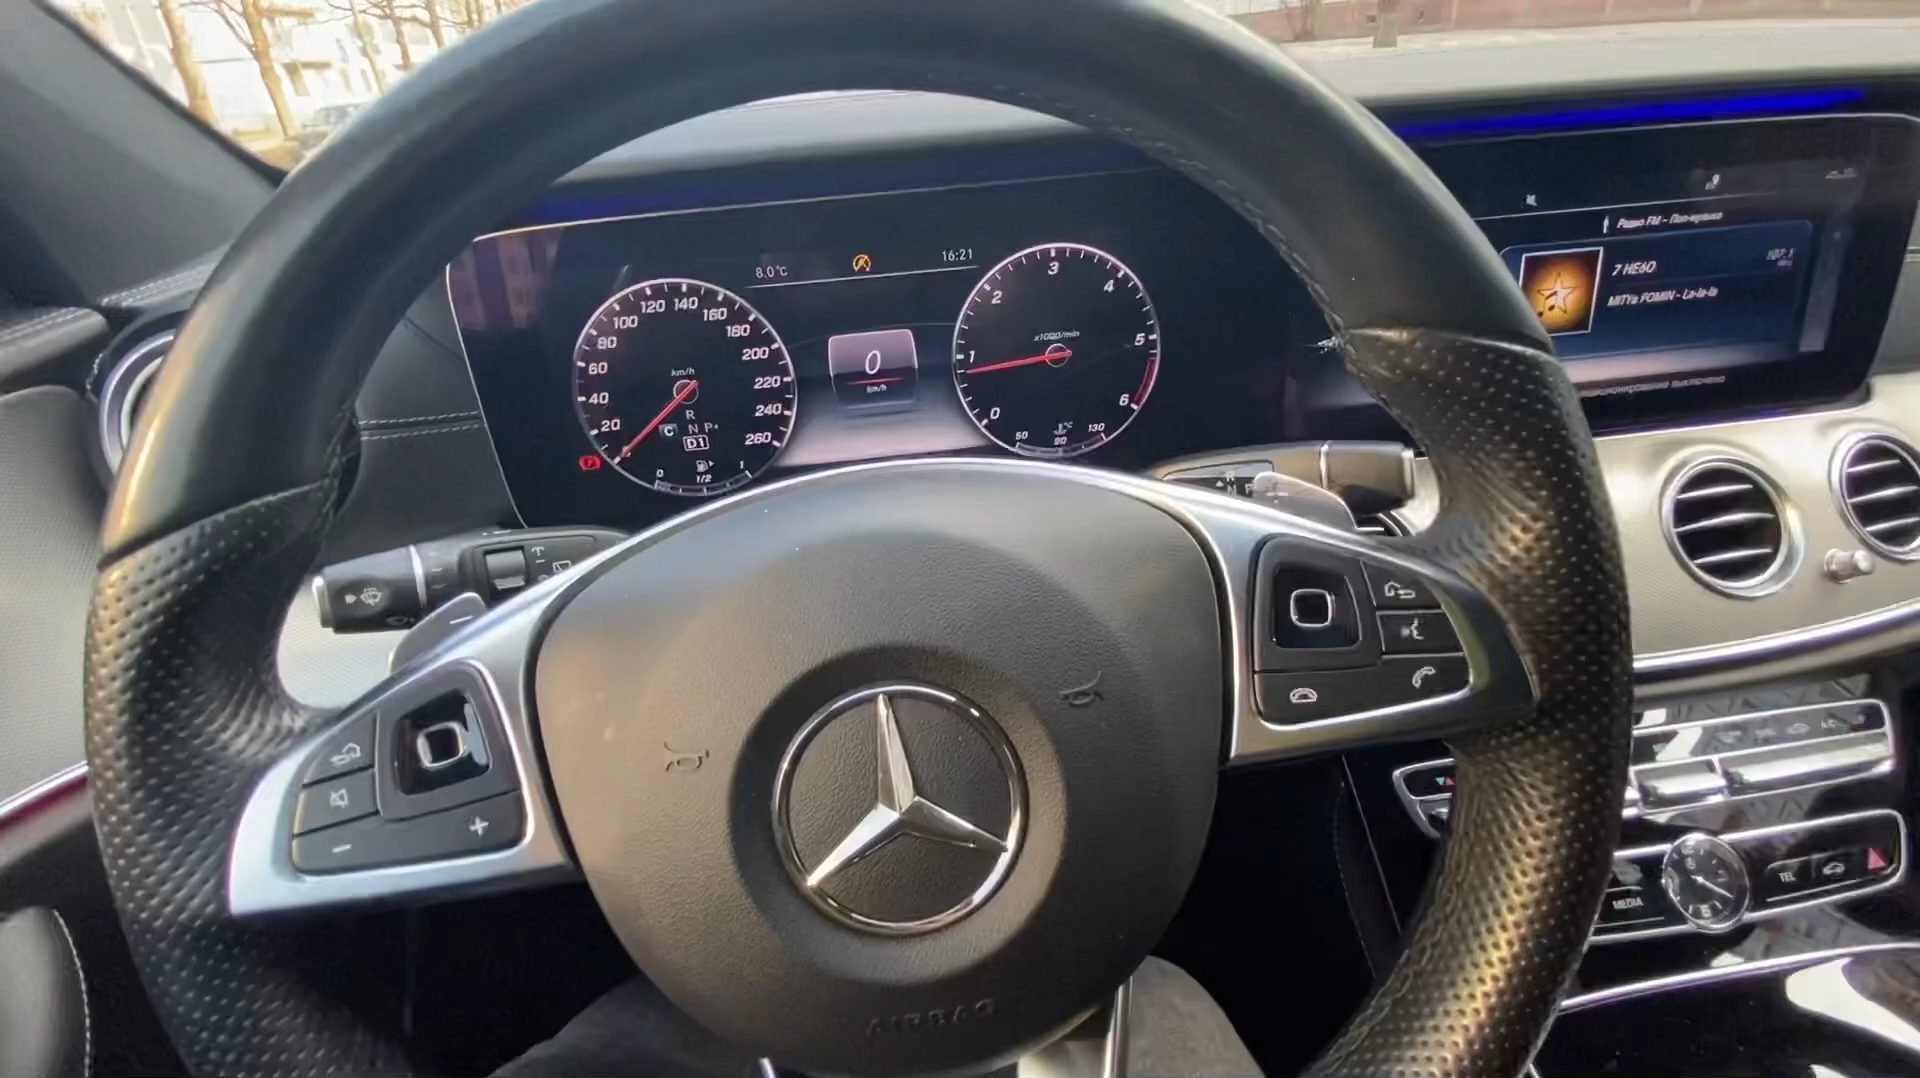 8.0°C
16:21
km/h
20
40
60
80
100
120
140
160
180
200
220
240
260
R
C N P
D1
0 1/2 1
0
km/h
x1000/min
0
1
2
3
4
5
6
50 °C 130
90
Радио FM – Поп-музыка
7 НЕБО
107.1
MITYa FOMIN - La-la-la
выключено
R
N P
MEDIA
TEL
A/C
AIRBAG